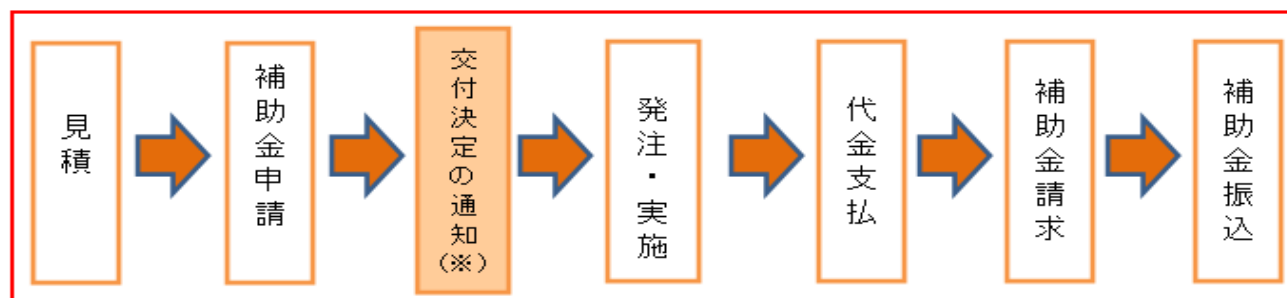 見積
補助金申請
交付決定の通知
(※)
発注・実施
代金支払
補助金請求
補助金振込